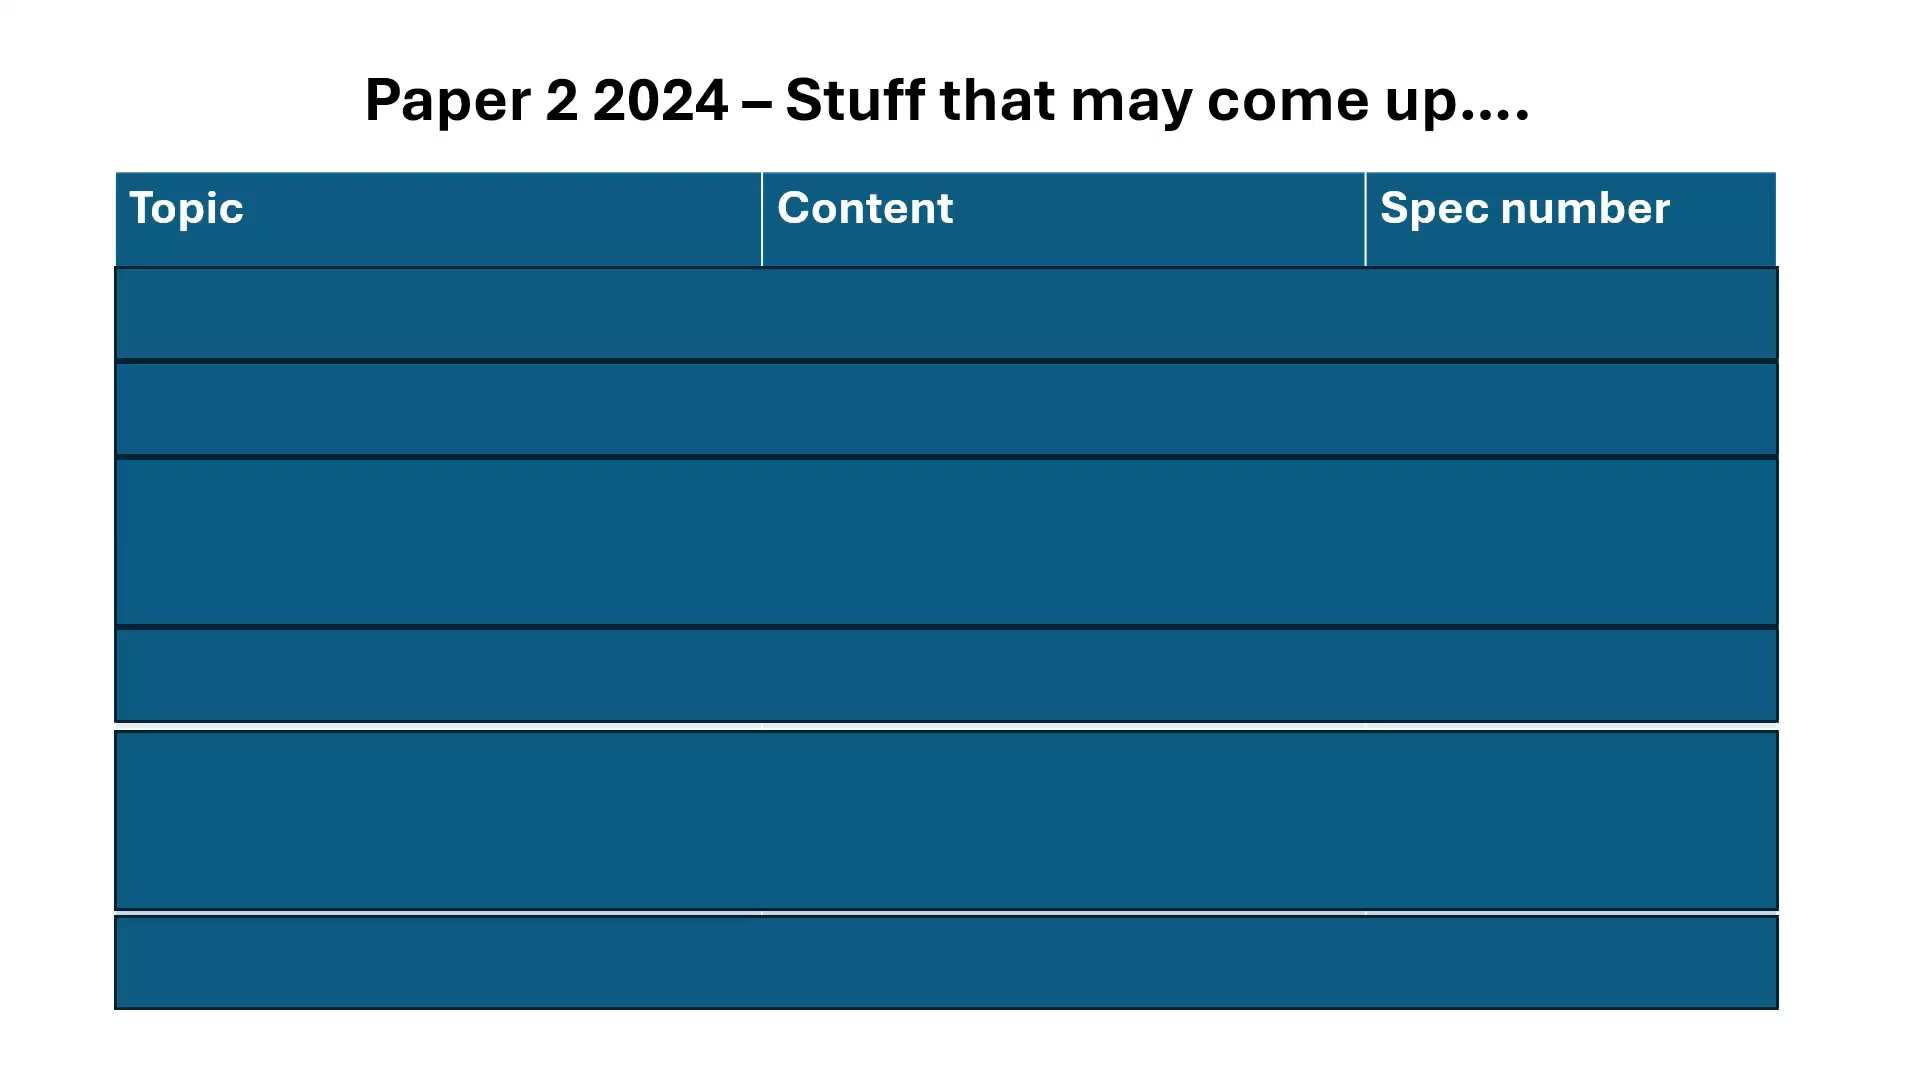 Paper 2 2024 – Stuff that may come up....
Topic
Content
Spec number